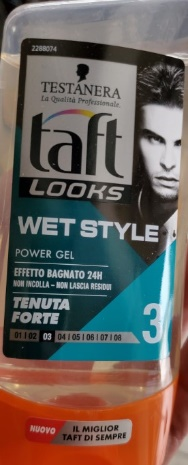 2289074
TESTANERA
La Qualità Professionale.
taft
LOOKS
WET STYLE
POWER GEL
EFFETTO BAGNATO 24H
NON INCOLLA - NON LASCIA RESIDUI
TENUTA
FORTE
3
01 | 02 | 03 | 04 | 05 | 06 | 07 | 08
NUOVO IL MIGLIOR
TAFT DI SEMPRE